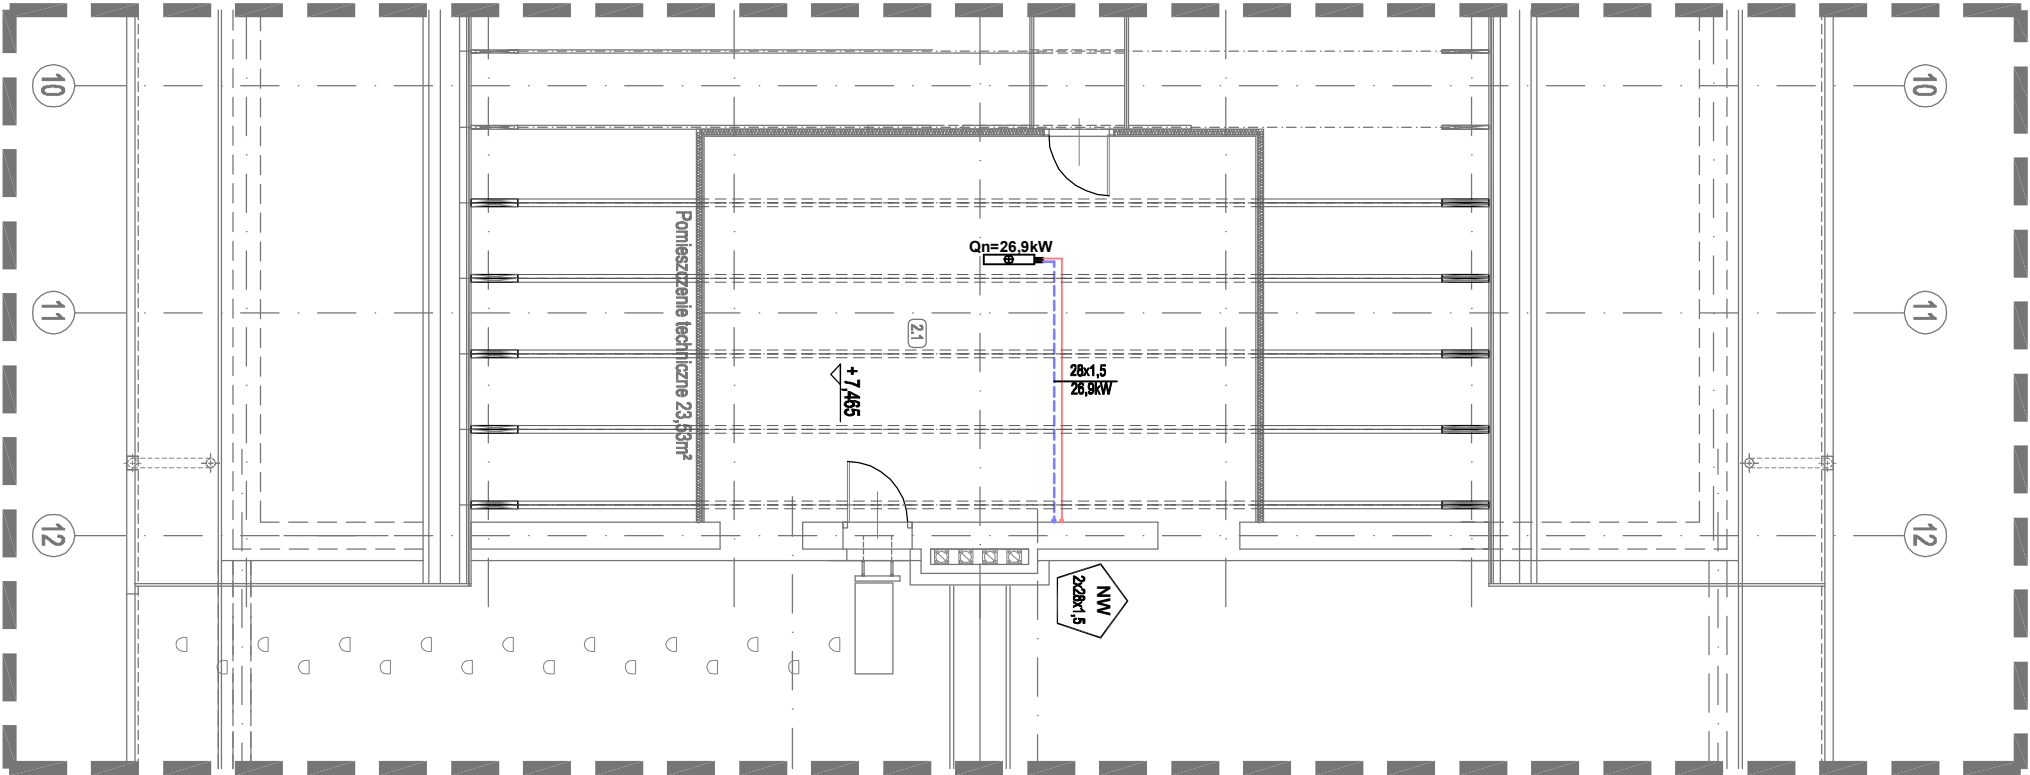 10
10
Qn=26,9kW
Pomieszczenie techniczne 23,53m²
11
2.1
11
28x1,5
26,9kW
+ 7,465
12
12
NW
2x28x1,5